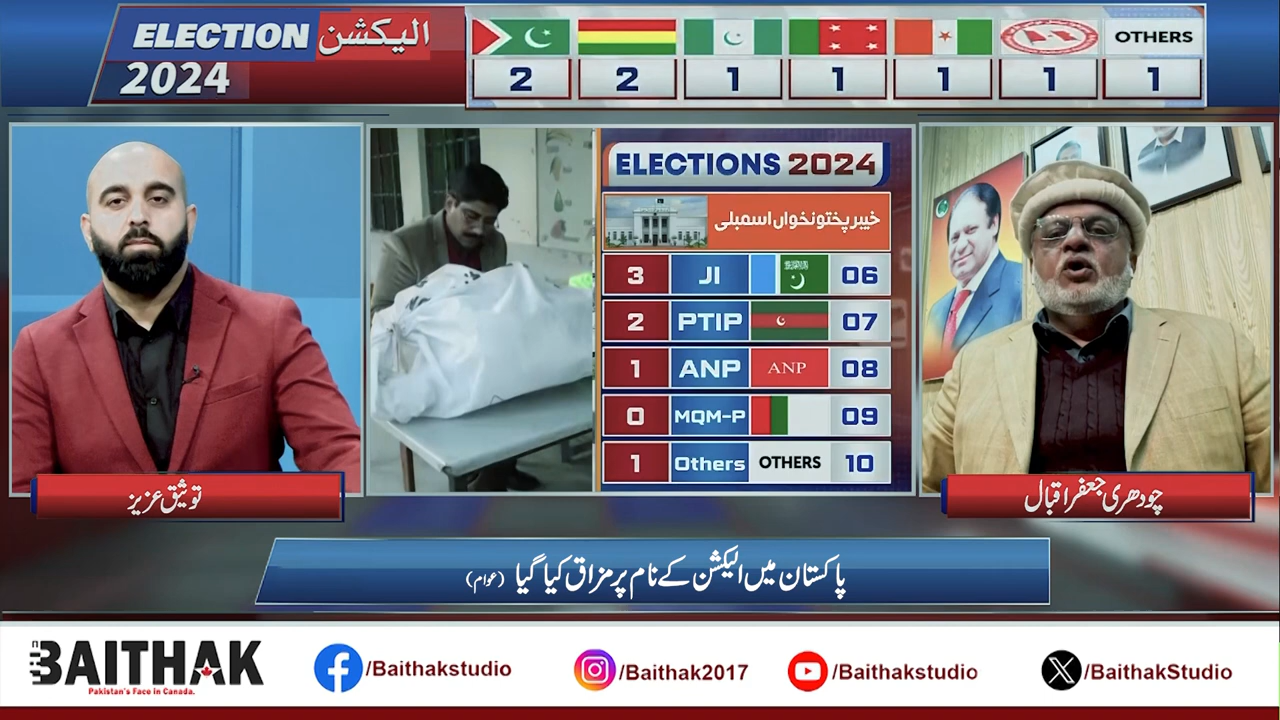 ELECTION الیکشن
2024
OTHERS
2 2 1 1 1 1 1
ELECTIONS 2024
خیبر پختونخواں اسمبلی
3 JI 06
2 PTIP 07
1 ANP ANP 08
0 MQM-P 09
1 Others OTHERS 10
توثیق عزیز
چودھری جعفر اقبال
پاکستان میں الیکشن کے نام پر مزاق کیا گیا (عوام)
BAITHAK
Pakistan's Face in Canada.
/Baithakstudio
/Baithak2017
/Baithakstudio
/BaithakStudio